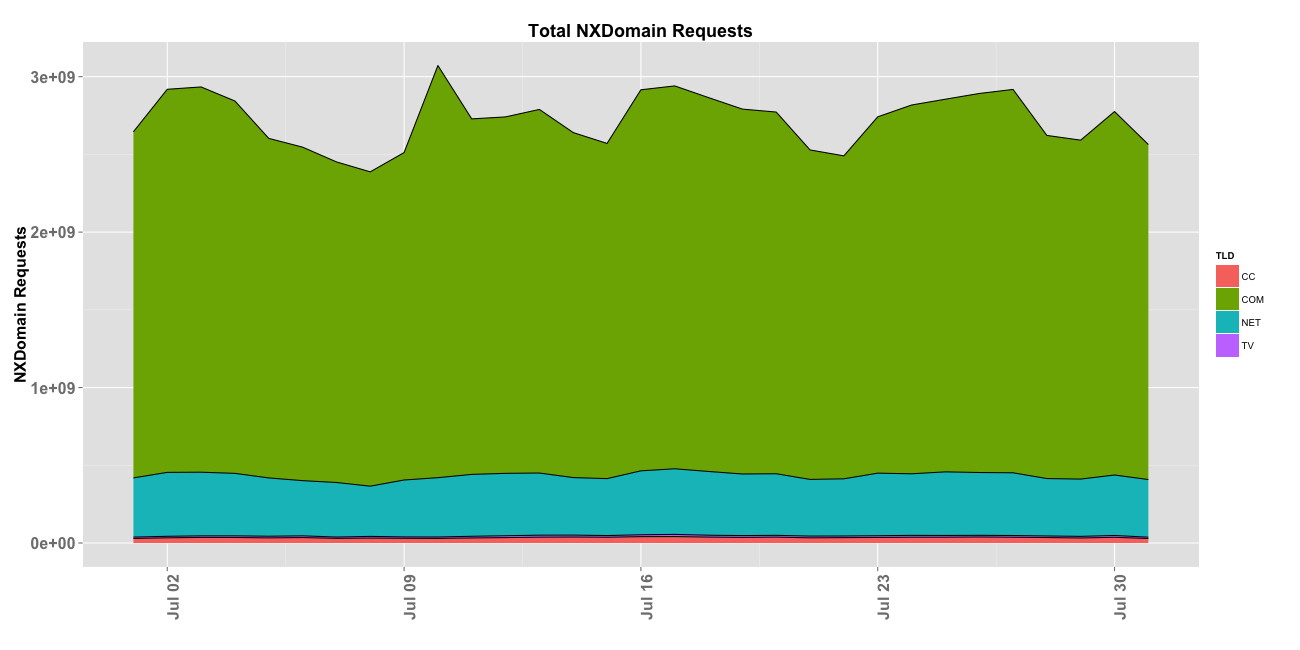 Total NXDomain Requests
NXDomain Requests
3e+09
2e+09
1e+09
0e+00
Jul 02
Jul 09
Jul 16
Jul 23
Jul 30
TLD
CC
COM
NET
TV